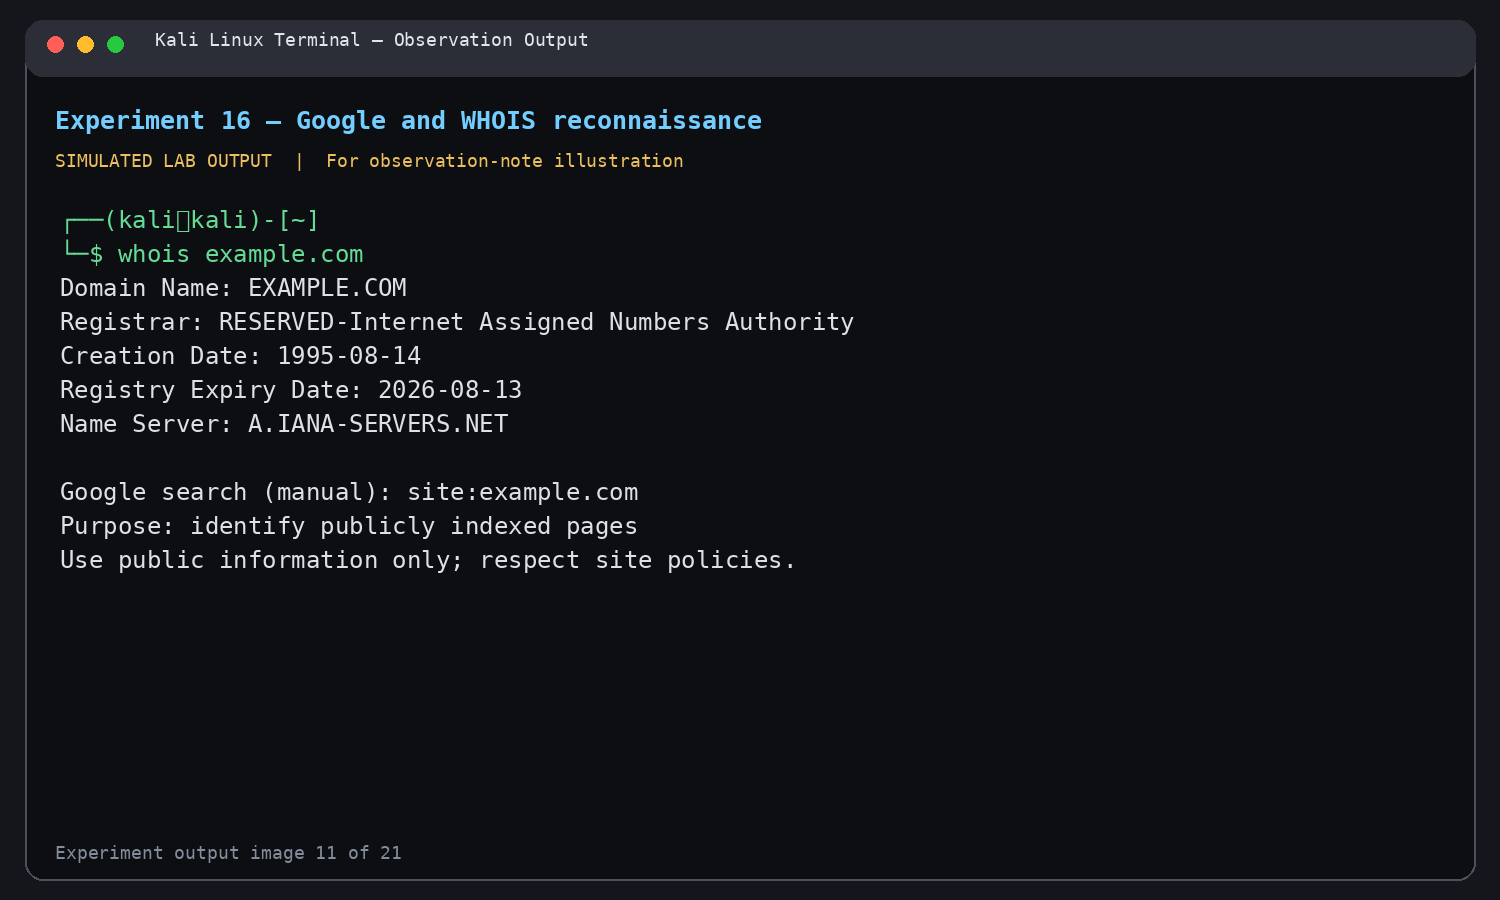 Kali Linux Terminal — Observation Output
Experiment 16 — Google and WHOIS reconnaissance
SIMULATED LAB OUTPUT | For observation-note illustration
┌──(kali▯kali)-[~]
└─$ whois example.com
Domain Name: EXAMPLE.COM
Registrar: RESERVED-Internet Assigned Numbers Authority
Creation Date: 1995-08-14
Registry Expiry Date: 2026-08-13
Name Server: A.IANA-SERVERS.NET
Google search (manual): site:example.com
Purpose: identify publicly indexed pages
Use public information only; respect site policies.
Experiment output image 11 of 21